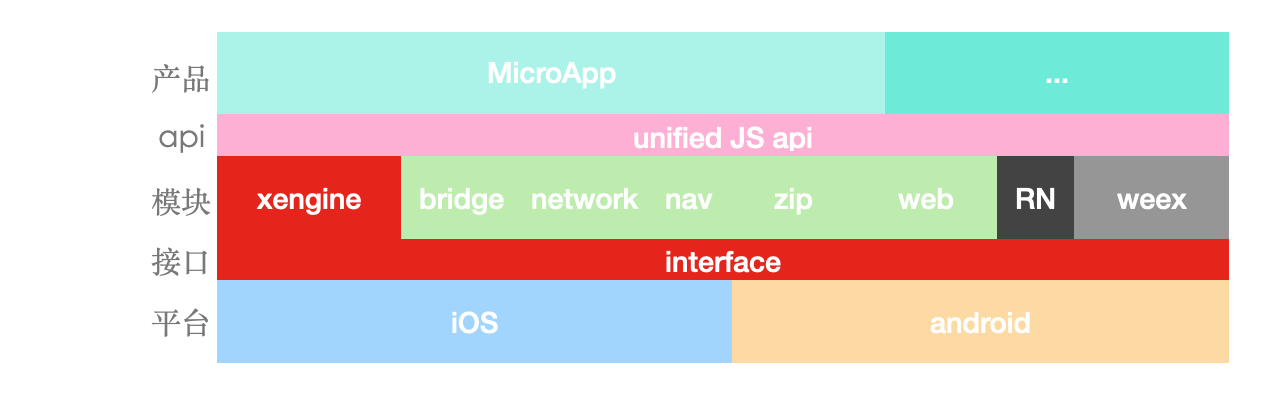 产品 MicroApp ...
api unified JS api
模块 xengine bridge network nav zip web RN weex
接口 interface
平台 iOS android